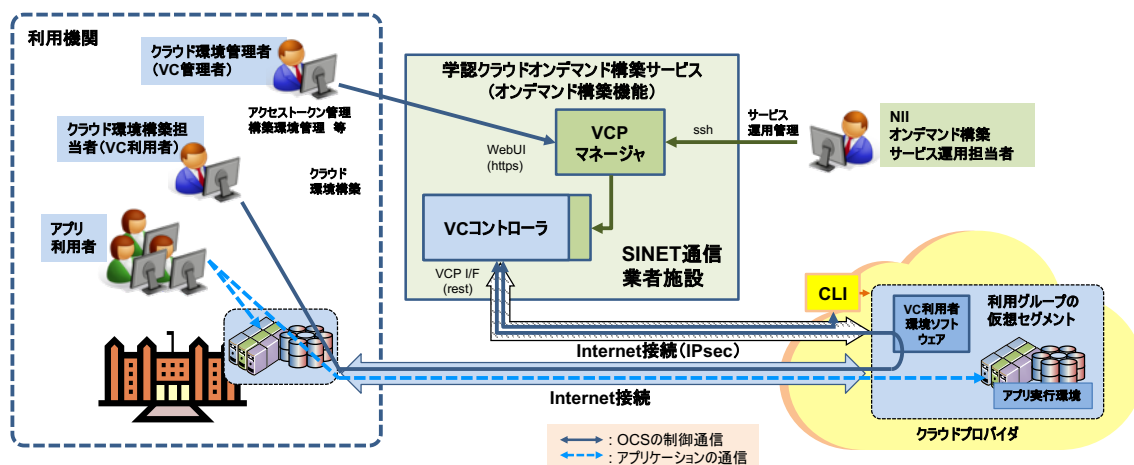 利用機関
クラウド環境管理者
(VC管理者)
アクセストークン管理
構築環境管理 等
クラウド環境構築担
当者(VC利用者)
クラウド
環境構築
アプリ
利用者
学認クラウドオンデマンド構築サービス
(オンデマンド構築機能)
VCP
マネージャ
WebUI
(https)
ssh
サービス
運用管理
NII
オンデマンド構築
サービス運用担当者
VCコントローラ
SINET通信
業者施設
VCP I/F
(rest)
CLI
VC利用者
環境ソフト
ウェア
利用グループの
仮想セグメント
アプリ実行環境
クラウドプロバイダ
Internet接続(IPsec)
Internet接続
: OCSの制御通信
: アプリケーションの通信